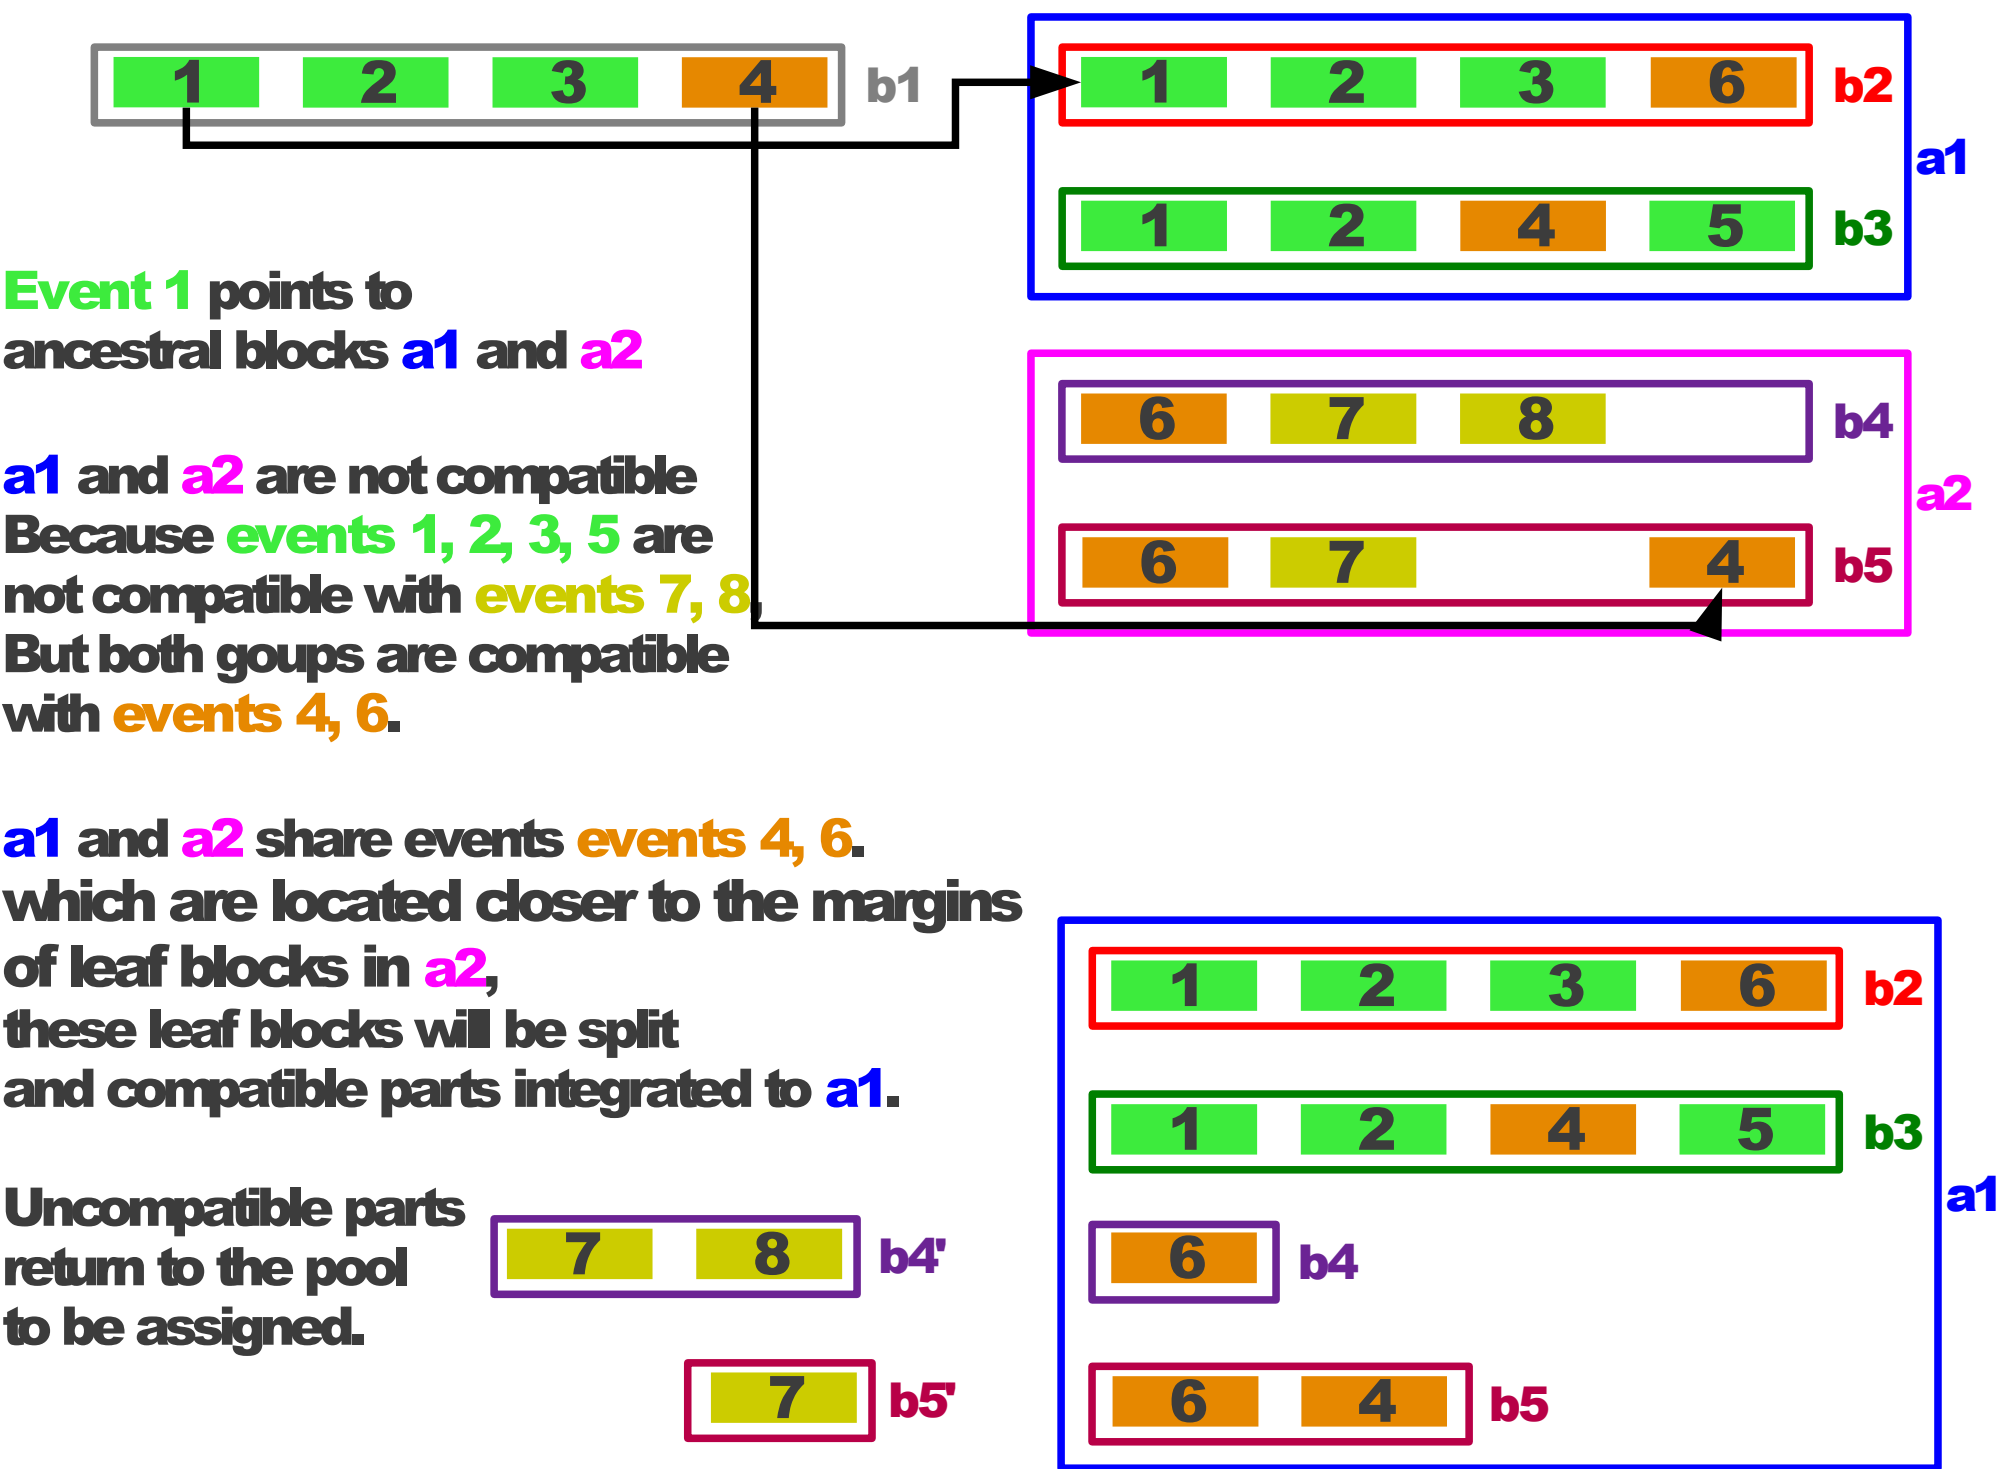 1 2 3 4 b1
1 2 3 6 b2
a1
1 2 4 5 b3
Event 1 points to
ancestral blocks a1 and a2
6 7 8 b4
a2
6 7 4 b5
a1 and a2 are not compatible
Because events 1, 2, 3, 5 are
not compatible with events 7, 8,
But both goups are compatible
with events 4, 6.
a1 and a2 share events events 4, 6.
which are located closer to the margins
of leaf blocks in a2,
these leaf blocks will be split
and compatible parts integrated to a1.
Uncompatible parts
return to the pool
to be assigned.
7 8 b4'
7 b5'
1 2 3 6 b2
1 2 4 5 b3
a1
6 b4
6 4 b5